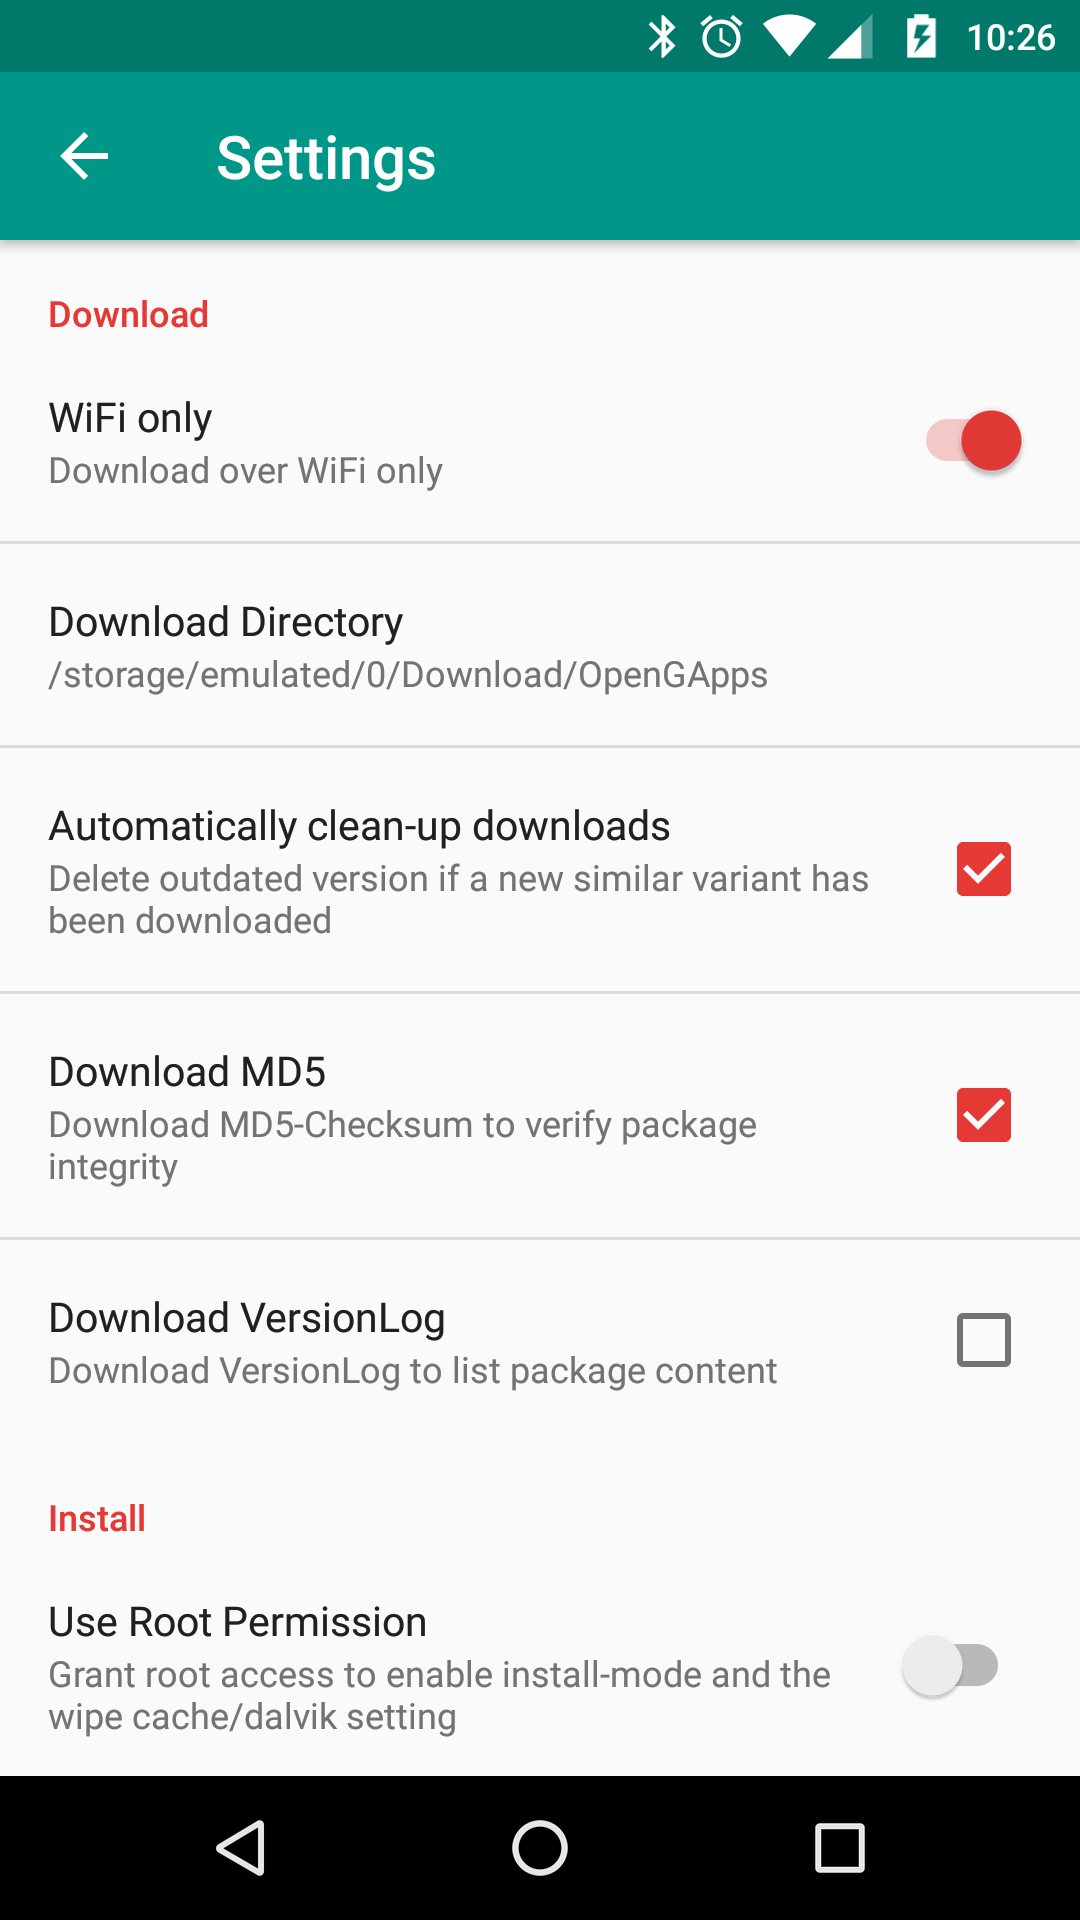 10:26
Settings
Download
WiFi only
Download over WiFi only
Download Directory
/storage/emulated/0/Download/OpenGApps
Automatically clean-up downloads
Delete outdated version if a new similar variant has
been downloaded
Download MD5
Download MD5-Checksum to verify package
integrity
Download VersionLog
Download VersionLog to list package content
Install
Use Root Permission
Grant root access to enable install-mode and the
wipe cache/dalvik setting